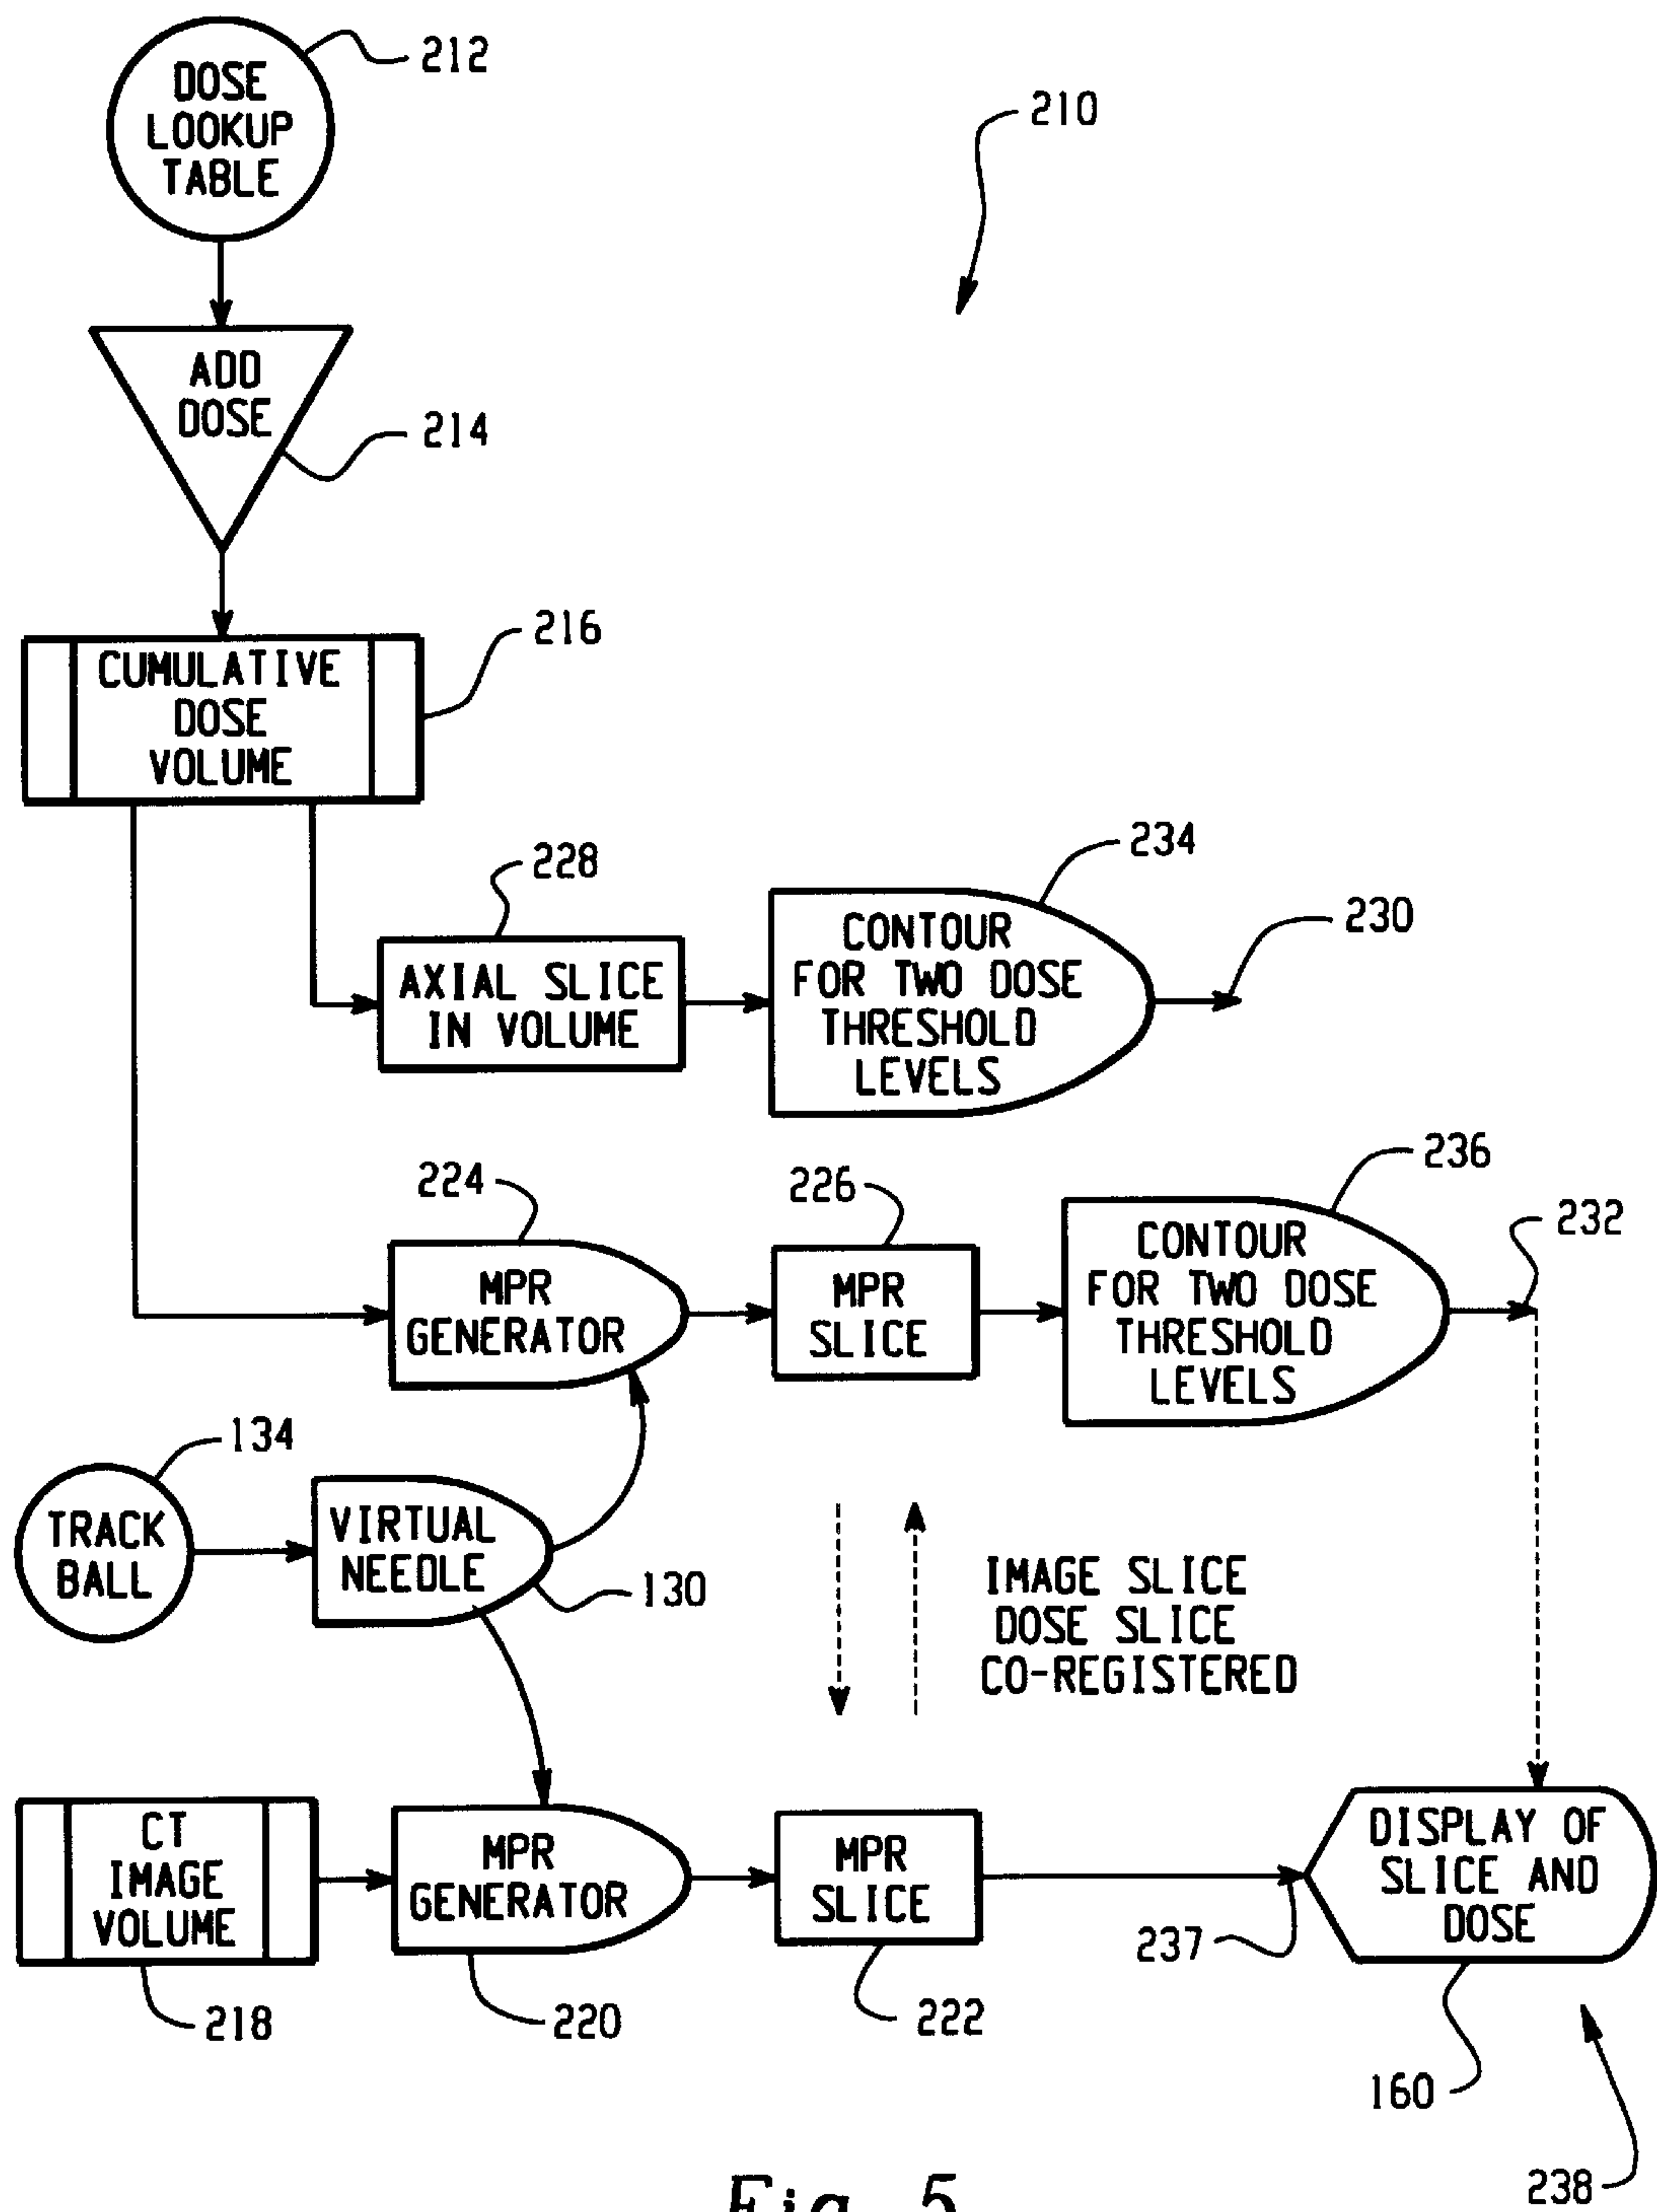 212
DOSE
LOOKUP
TABLE
210
ADD
DOSE
214
216
CUMULATIVE
DOSE
VOLUME
234
228
230
CONTOUR
FOR TWO DOSE
THRESHOLD
LEVELS
AXIAL SLICE
IN VOLUME
236
224
226
232
CONTOUR
FOR TWO DOSE
THRESHOLD
LEVELS
MPR
GENERATOR
MPR
SLICE
134
TRACK
BALL
VIRTUAL
NEEDLE
130
IMAGE SLICE
DOSE SLICE
CO-REGISTERED
CT
IMAGE
VOLUME
MPR
GENERATOR
MPR
SLICE
DISPLAY OF
SLICE AND
DOSE
237
218
220
222
160
238
Fig. 5